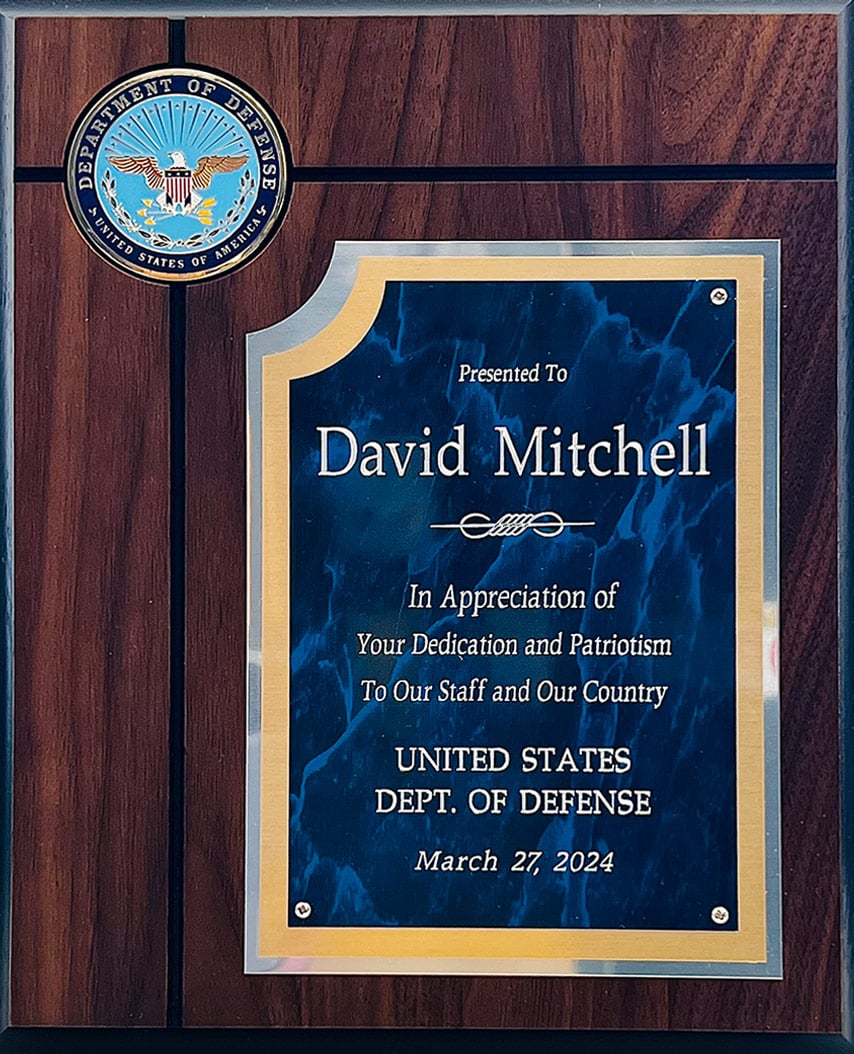 DEPARTMENT OF DEFENSE
UNITED STATES OF AMERICA
Presented To
David Mitchell
In Appreciation of
Your Dedication and Patriotism
To Our Staff and Our Country
UNITED STATES
DEPT. OF DEFENSE
March 27, 2024